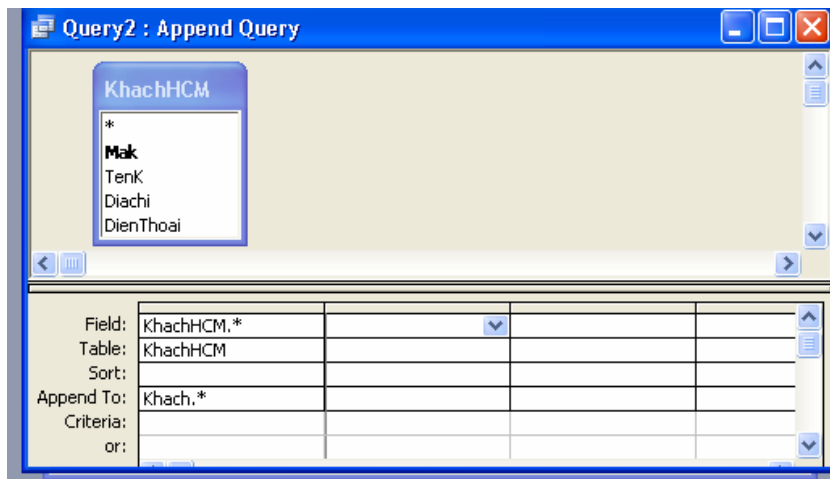 Query2 : Append Query
KhachHCM
*
Mak
TenK
Diachi
DienThoai
Field: KhachHCM.*
Table: KhachHCM
Sort:
Append To: Khach.*
Criteria:
or: